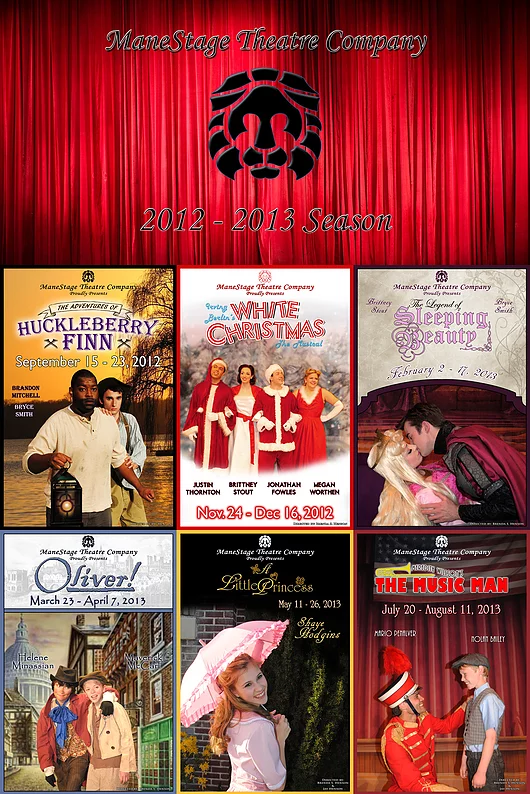 ManeStage Theatre Company
2012 - 2013 Season
ManeStage Theatre Company
Proudly Presents
THE ADVENTURES OF
HUCKLEBERRY
FINN
September 15 - 23, 2012
BRANDON
MITCHELL
BRYCE
SMITH
ManeStage Theatre Company
Proudly Presents
Irving
Berlin's
WHITE
CHRISTMAS
The Musical
JUSTIN
THORNTON
BRITTNEY
STOUT
JONATHAN
FOWLES
MEGAN
WORTHEN
Nov. 24 - Dec 16, 2012
ManeStage Theatre Company
Proudly Presents
Brittney
Stout
Bryce
Smith
The Legend of
Sleeping
Beauty
February 2 - 17, 2013
ManeStage Theatre Company
Oliver!
March 23 - April 7, 2013
Helene
Minassian
Maverick
McCarl
ManeStage Theatre Company
Proudly Presents
A
Little Princess
May 11 - 26, 2013
Shaye
Hodgins
ManeStage Theatre Company
Proudly Presents
MEREDITH WILLSON'S
THE MUSIC MAN
July 20 - August 11, 2013
MARIO PENALVER
NOLAN BAILEY